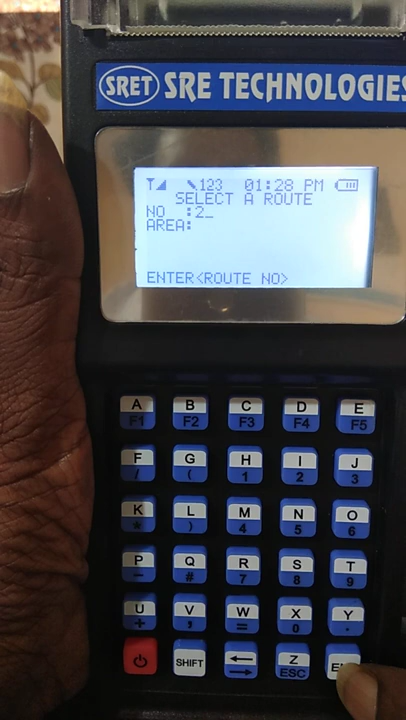 SRET SRE TECHNOLOGIES
123_ 01:28 PM
SELECT A ROUTE
NO :2_
AREA:
ENTER<ROUTE NO>
A B C D E
F1 F2 F3 F4 F5
F G H I J
/ ( 1 2 3
K L M N O
* ) 4 5 6
P Q R S T
- # 7 8 9
U V W X Y
+ , = 0 .
SHIFT Z
ESC